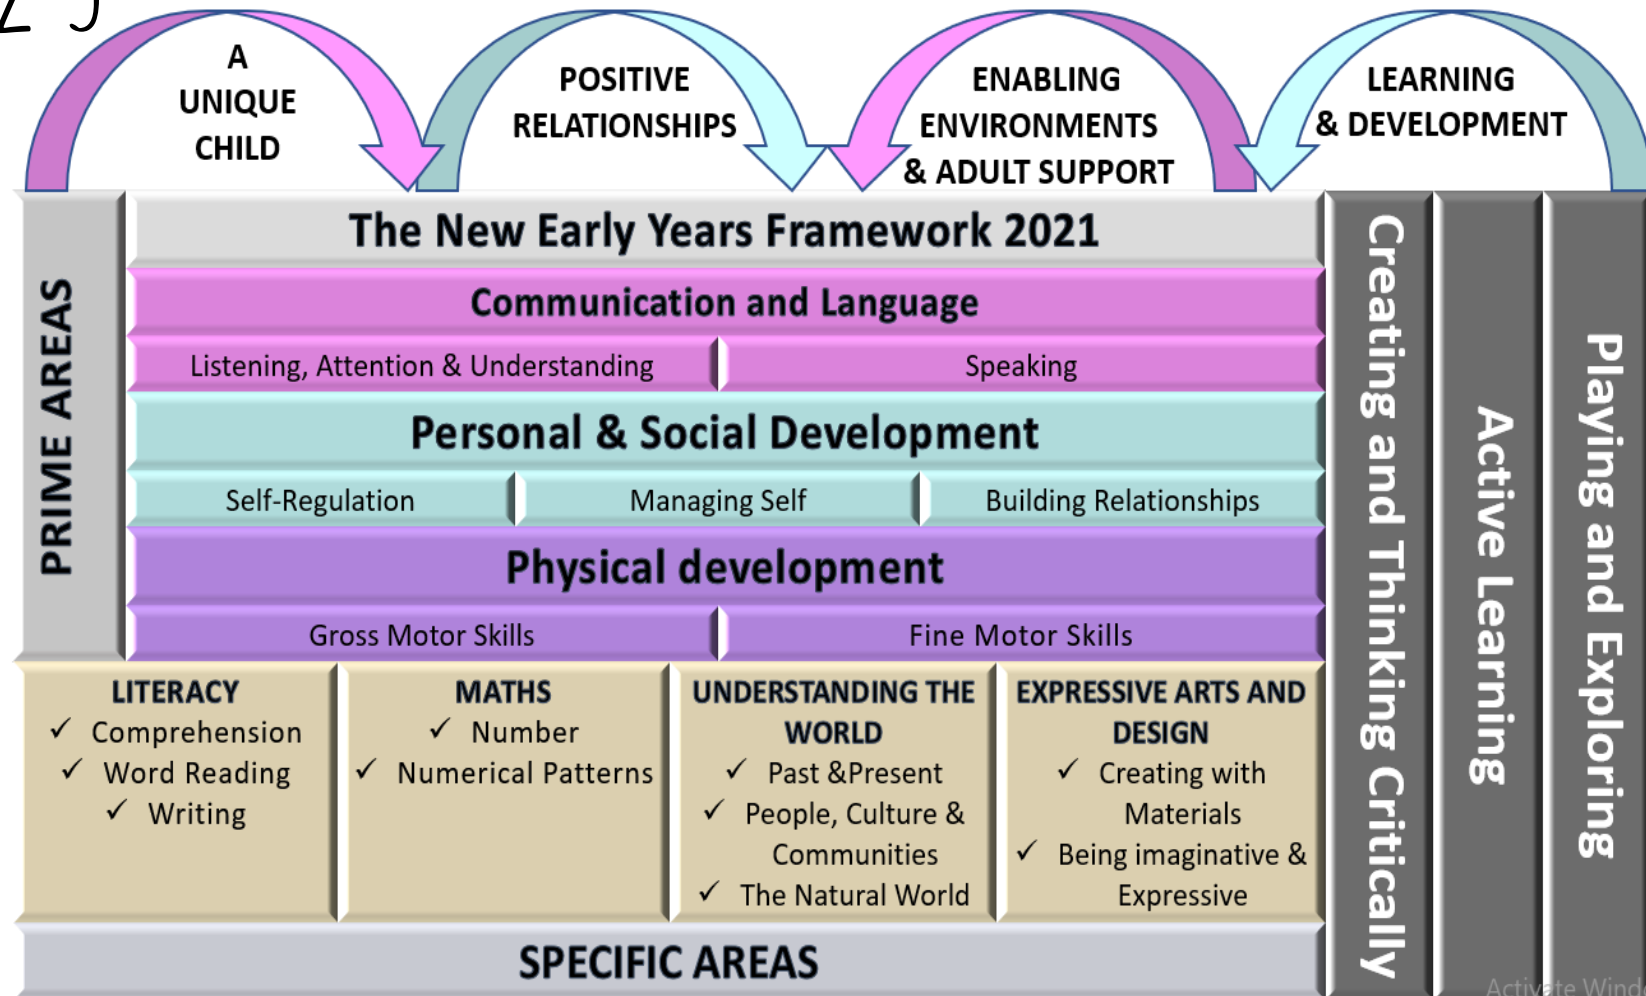 A
UNIQUE
CHILD
POSITIVE
RELATIONSHIPS
ENABLING
ENVIRONMENTS
& ADULT SUPPORT
LEARNING
& DEVELOPMENT
PRIME AREAS
The New Early Years Framework 2021
Communication and Language
Listening, Attention & Understanding
Speaking
Personal & Social Development
Self-Regulation
Managing Self
Building Relationships
Physical development
Gross Motor Skills
Fine Motor Skills
LITERACY
✓ Comprehension
✓ Word Reading
✓ Writing
MATHS
✓ Number
✓ Numerical Patterns
UNDERSTANDING THE
WORLD
✓ Past &Present
✓ People, Culture &
Communities
✓ The Natural World
EXPRESSIVE ARTS AND
DESIGN
✓ Creating with
Materials
✓ Being imaginative &
Expressive
SPECIFIC AREAS
Creating and Thinking Critically
Active Learning
Playing and Exploring
Activate